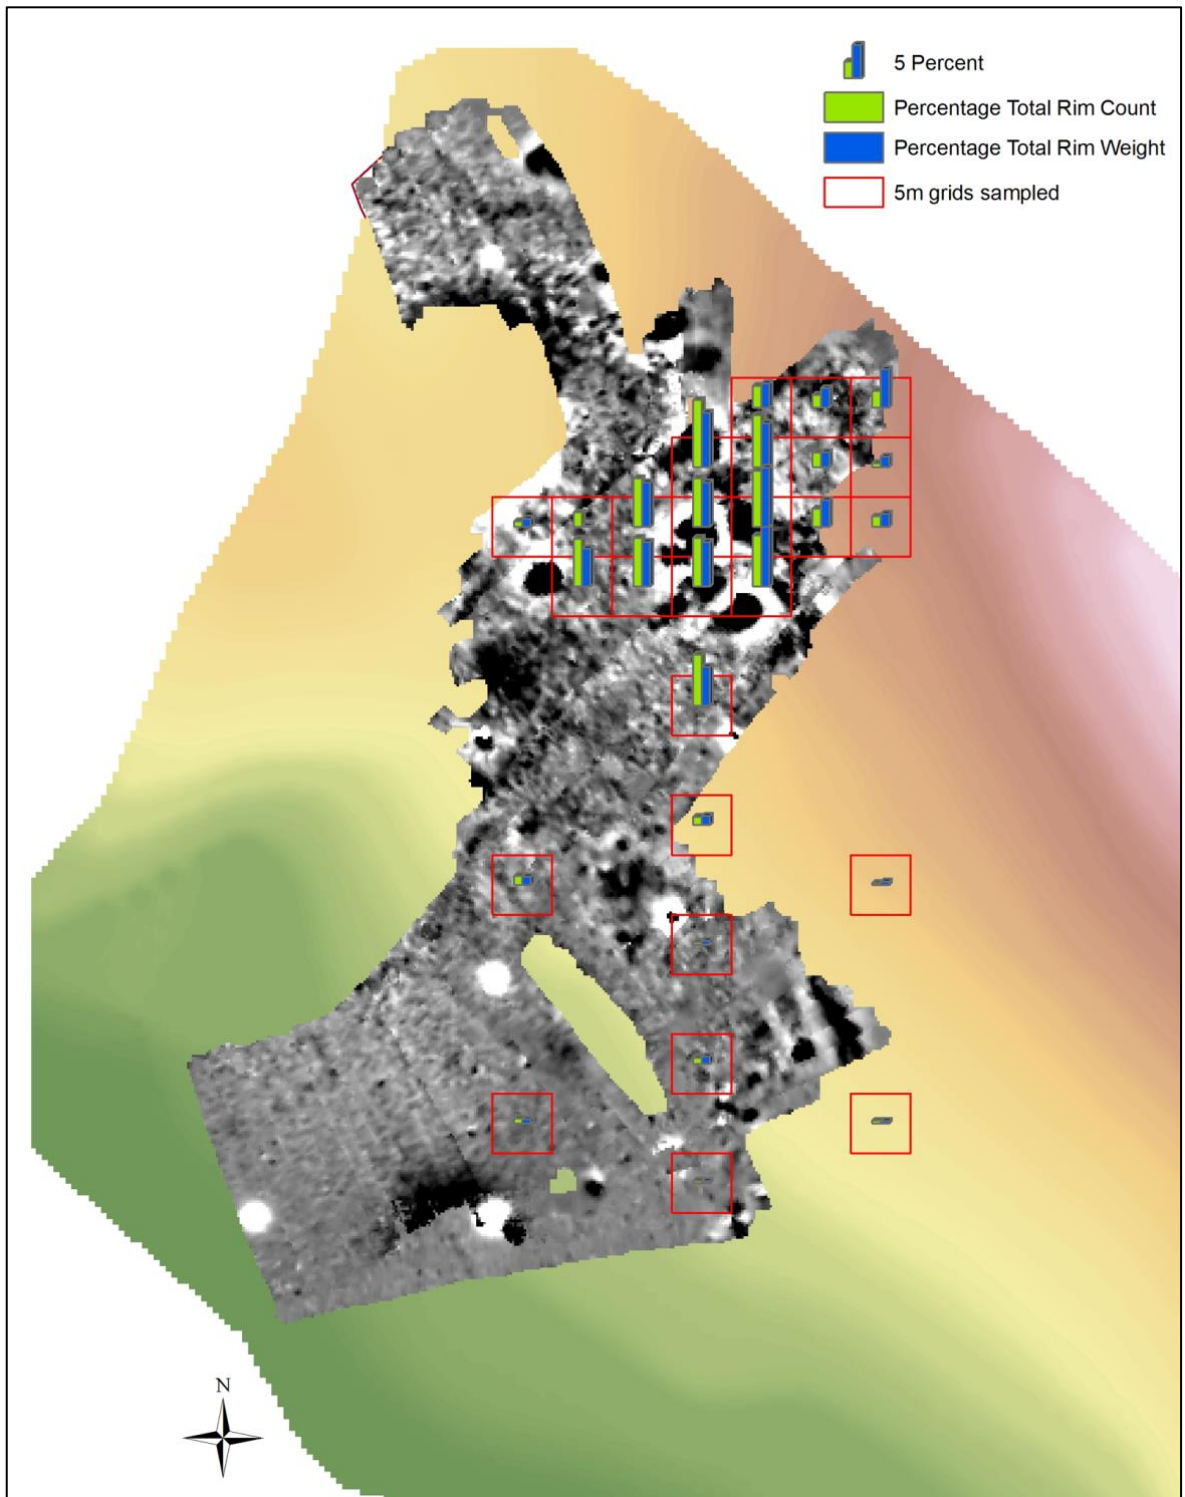 5 Percent
Percentage Total Rim Count
Percentage Total Rim Weight
5m grids sampled
N